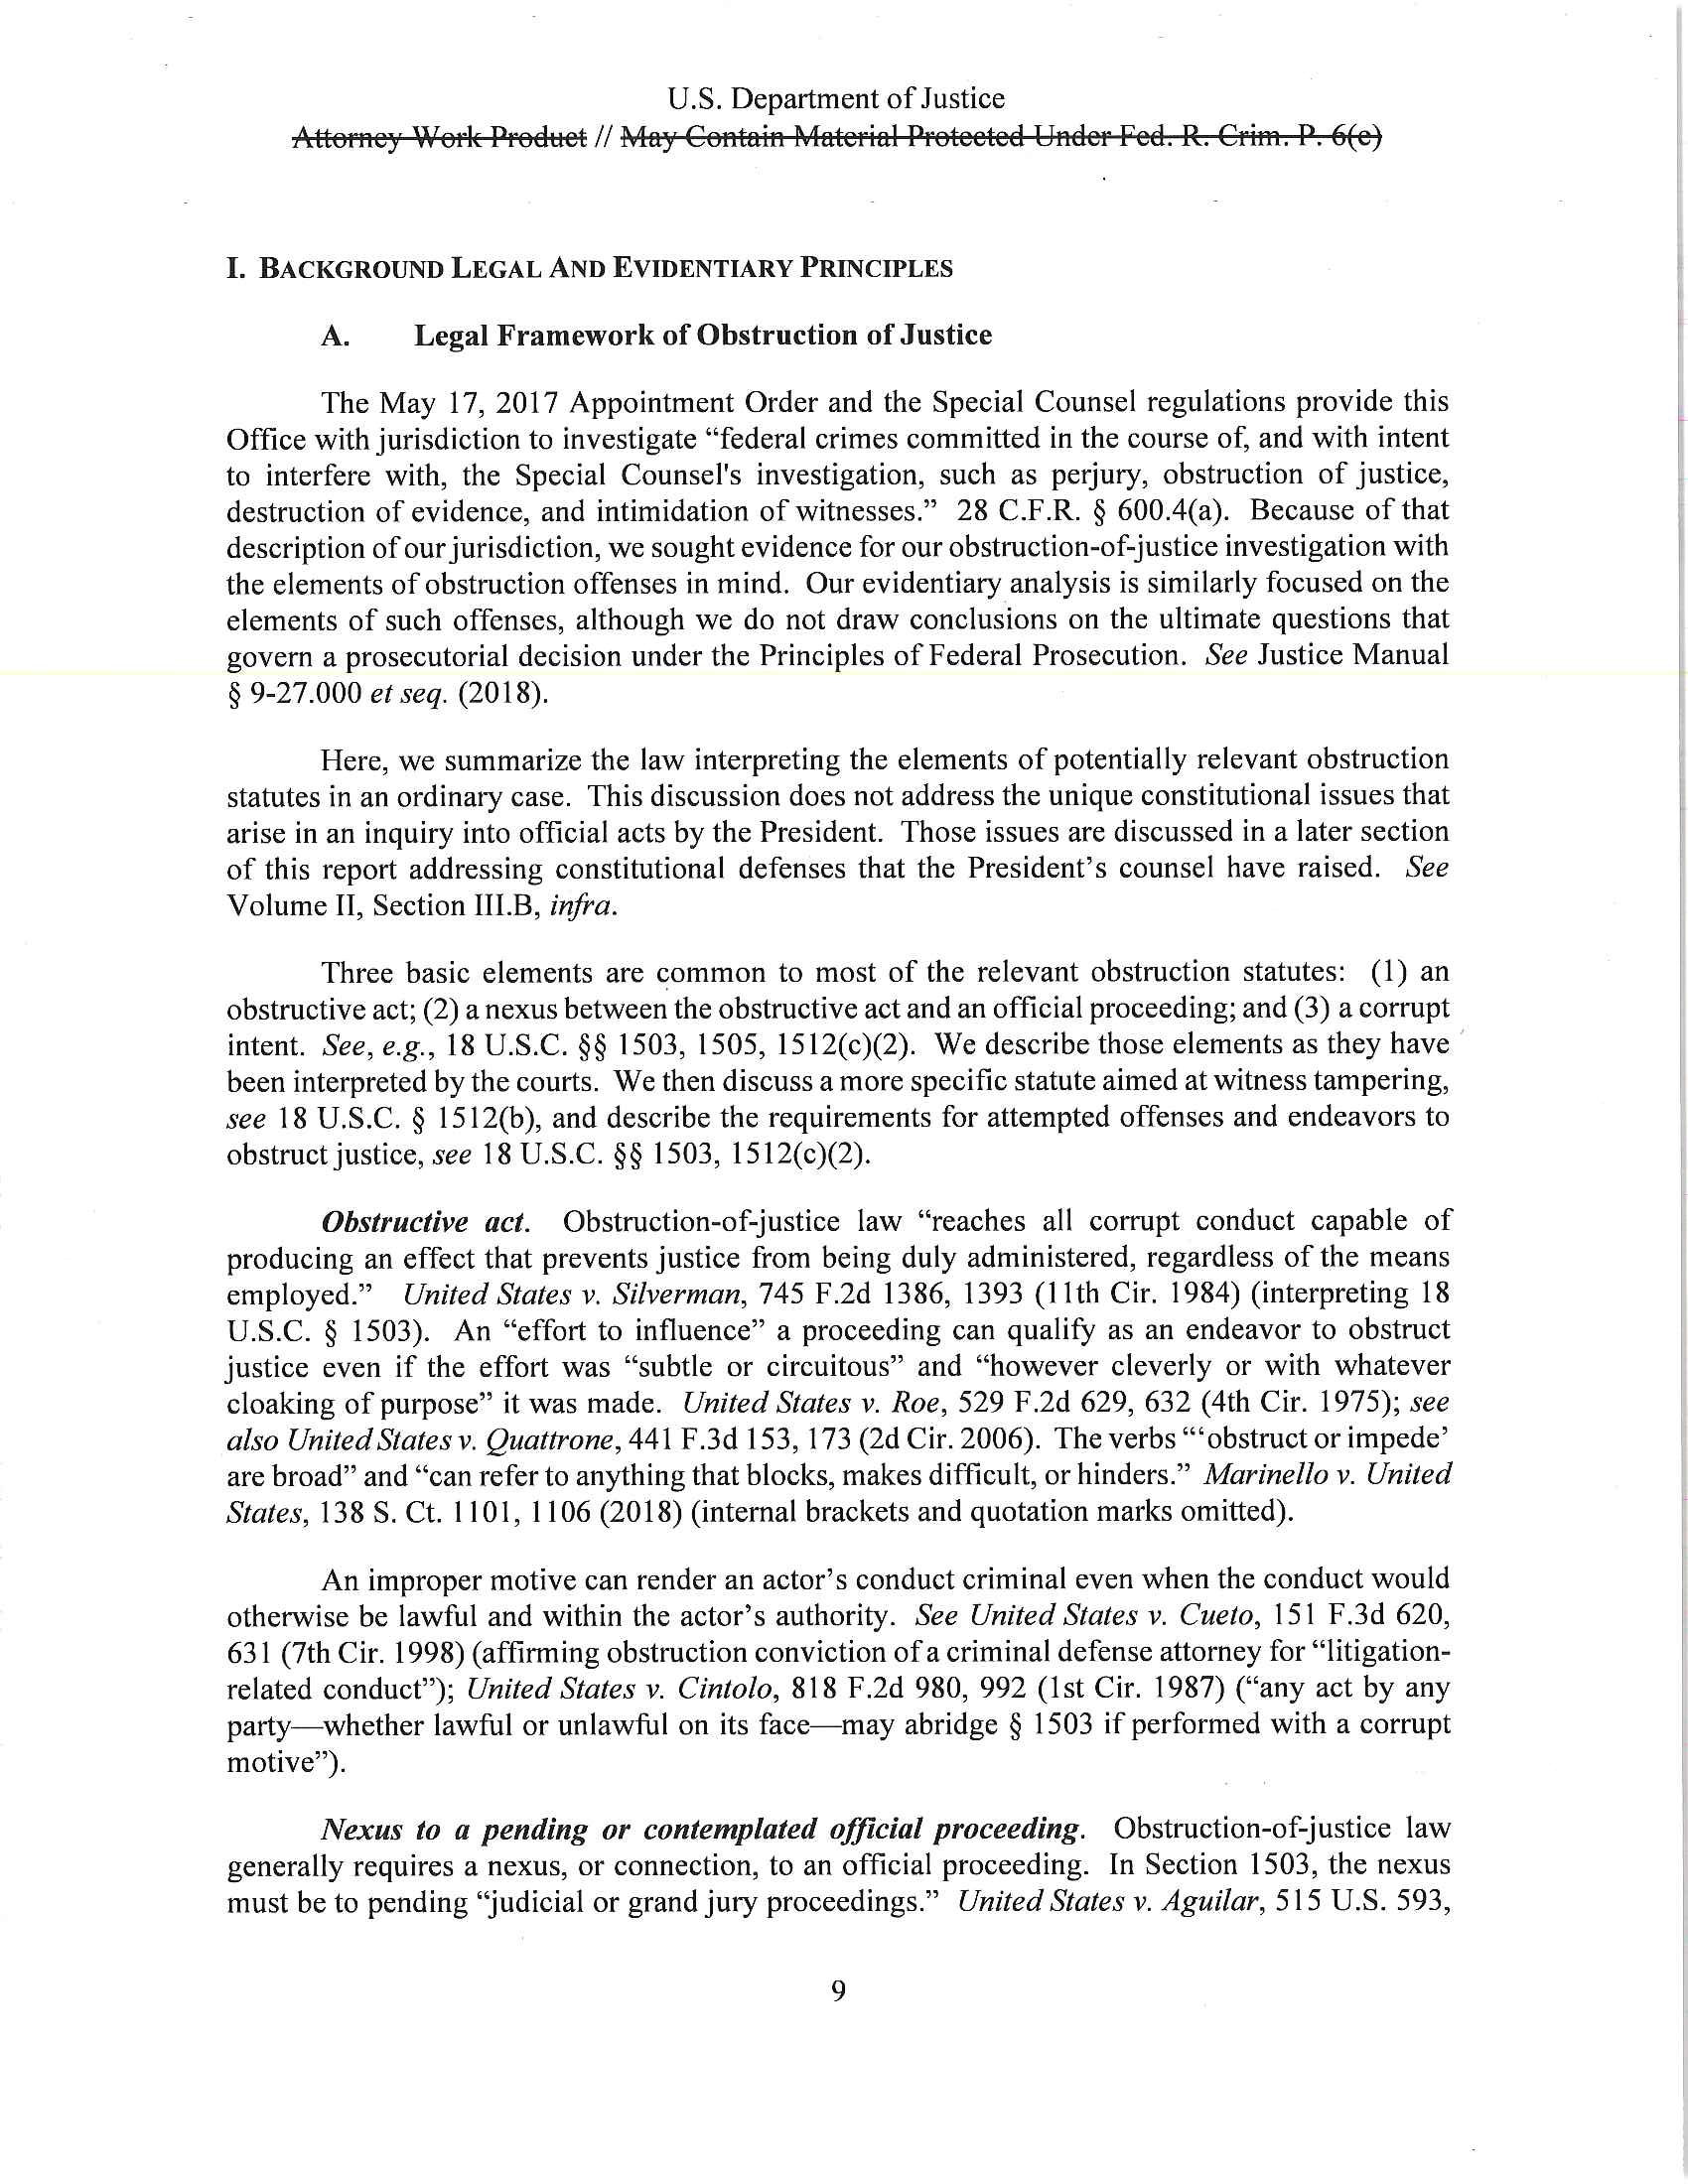 U.S. Department of Justice
Attorney Work Product // May Contain Material Protected Under Fed. R. Crim. P. 6(e)
I. BACKGROUND LEGAL AND EVIDENTIARY PRINCIPLES
A. Legal Framework of Obstruction of Justice
The May 17, 2017 Appointment Order and the Special Counsel regulations provide this
Office with jurisdiction to investigate “federal crimes committed in the course of, and with intent
to interfere with, the Special Counsel's investigation, such as perjury, obstruction of justice,
destruction of evidence, and intimidation of witnesses.” 28 C.F.R. § 600.4(a). Because of that
description of our jurisdiction, we sought evidence for our obstruction-of-justice investigation with
the elements of obstruction offenses in mind. Our evidentiary analysis is similarly focused on the
elements of such offenses, although we do not draw conclusions on the ultimate questions that
govern a prosecutorial decision under the Principles of Federal Prosecution. See Justice Manual
§ 9-27.000 et seq. (2018).
Here, we summarize the law interpreting the elements of potentially relevant obstruction
statutes in an ordinary case. This discussion does not address the unique constitutional issues that
arise in an inquiry into official acts by the President. Those issues are discussed in a later section
of this report addressing constitutional defenses that the President’s counsel have raised. See
Volume II, Section III.B, infra.
Three basic elements are common to most of the relevant obstruction statutes: (1) an
obstructive act; (2) a nexus between the obstructive act and an official proceeding; and (3) a corrupt
intent. See, e.g., 18 U.S.C. §§ 1503, 1505, 1512(c)(2). We describe those elements as they have
been interpreted by the courts. We then discuss a more specific statute aimed at witness tampering,
see 18 U.S.C. § 1512(b), and describe the requirements for attempted offenses and endeavors to
obstruct justice, see 18 U.S.C. §§ 1503, 1512(c)(2).
Obstructive act. Obstruction-of-justice law “reaches all corrupt conduct capable of
producing an effect that prevents justice from being duly administered, regardless of the means
employed.” United States v. Silverman, 745 F.2d 1386, 1393 (11th Cir. 1984) (interpreting 18
U.S.C. § 1503). An “effort to influence” a proceeding can qualify as an endeavor to obstruct
justice even if the effort was “subtle or circuitous” and “however cleverly or with whatever
cloaking of purpose” it was made. United States v. Roe, 529 F.2d 629, 632 (4th Cir. 1975); see
also United States v. Quattrone, 441 F.3d 153, 173 (2d Cir. 2006). The verbs “‘obstruct or impede’
are broad” and “can refer to anything that blocks, makes difficult, or hinders.” Marinello v. United
States, 138 S. Ct. 1101, 1106 (2018) (internal brackets and quotation marks omitted).
An improper motive can render an actor’s conduct criminal even when the conduct would
otherwise be lawful and within the actor’s authority. See United States v. Cueto, 151 F.3d 620,
631 (7th Cir. 1998) (affirming obstruction conviction of a criminal defense attorney for “litigation-
related conduct”); United States v. Cintolo, 818 F.2d 980, 992 (1st Cir. 1987) (“any act by any
party—whether lawful or unlawful on its face—may abridge § 1503 if performed with a corrupt
motive”).
Nexus to a pending or contemplated official proceeding. Obstruction-of-justice law
generally requires a nexus, or connection, to an official proceeding. In Section 1503, the nexus
must be to pending “judicial or grand jury proceedings.” United States v. Aguilar, 515 U.S. 593,
9